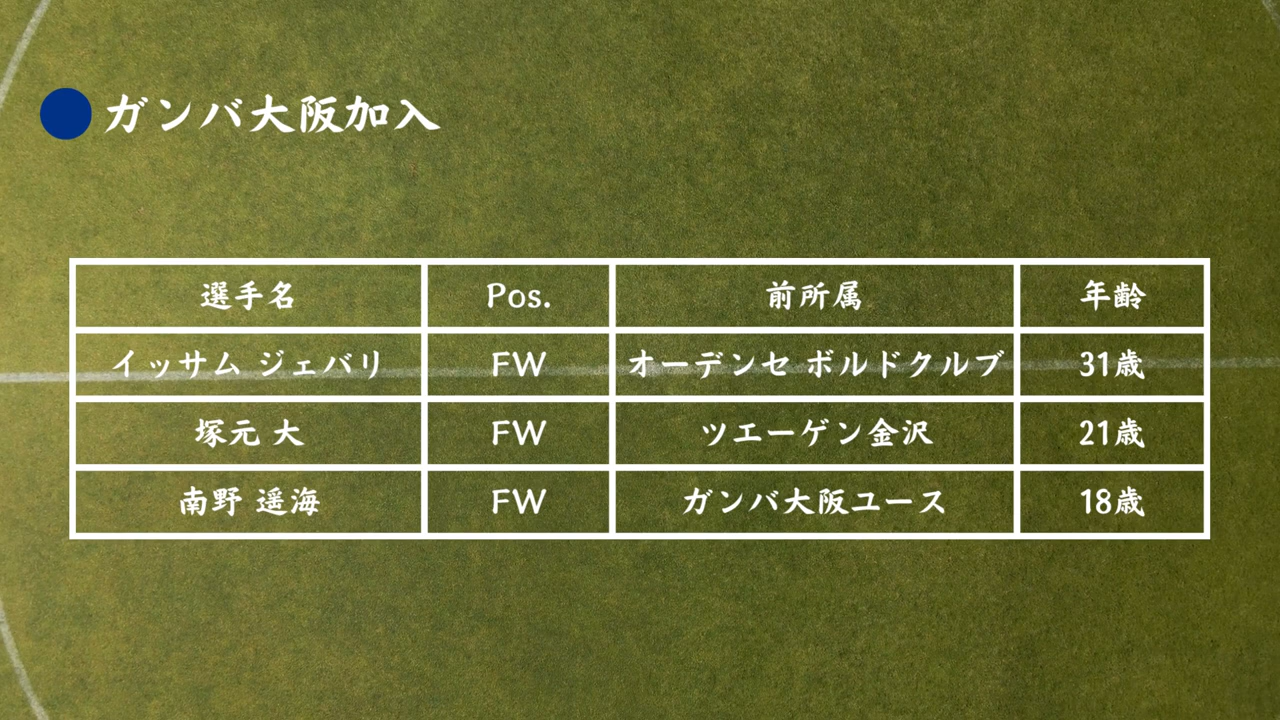 ガンバ大阪加入
選手名 Pos. 前所属 年齢
イッサム ジェバリ FW オーデンセ ボルドクルブ 31歳
塚元 大 FW ツエーゲン金沢 21歳
南野 遥海 FW ガンバ大阪ユース 18歳